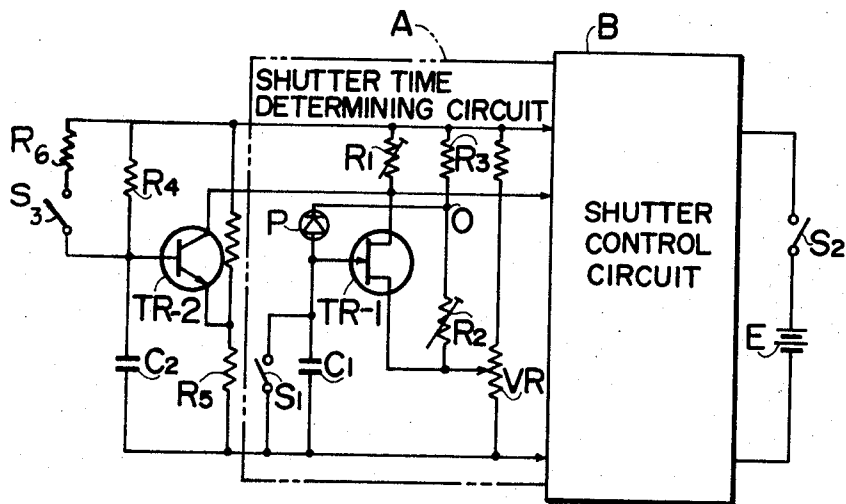 A
B
SHUTTER TIME
DETERMINING CIRCUIT
R6
R4
R1
R3
S3
P
O
SHUTTER
CONTROL
CIRCUIT
S2
TR-2
TR-1
R2
E
C2
R5
S1
C1
VR